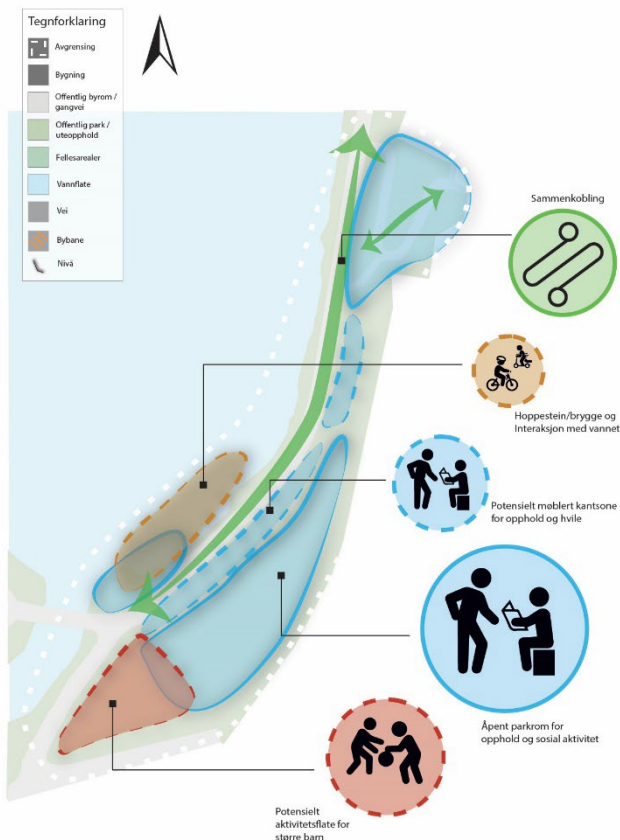 Tegnforklaring
Avgrensing
Bygning
Offentlig byrom /
gangvei
Offentlig park /
uteopphold
Fellesarealer
Vannflate
Vei
Bybane
Nivå
Sammenkobling
Hoppestein/brygge og
Interaksjon med vannet
Potensielt møblert kantsone
for opphold og hvile
Åpent parkrom for
opphold og sosial aktivitet
Potensielt
aktivitetsflate for
større barn